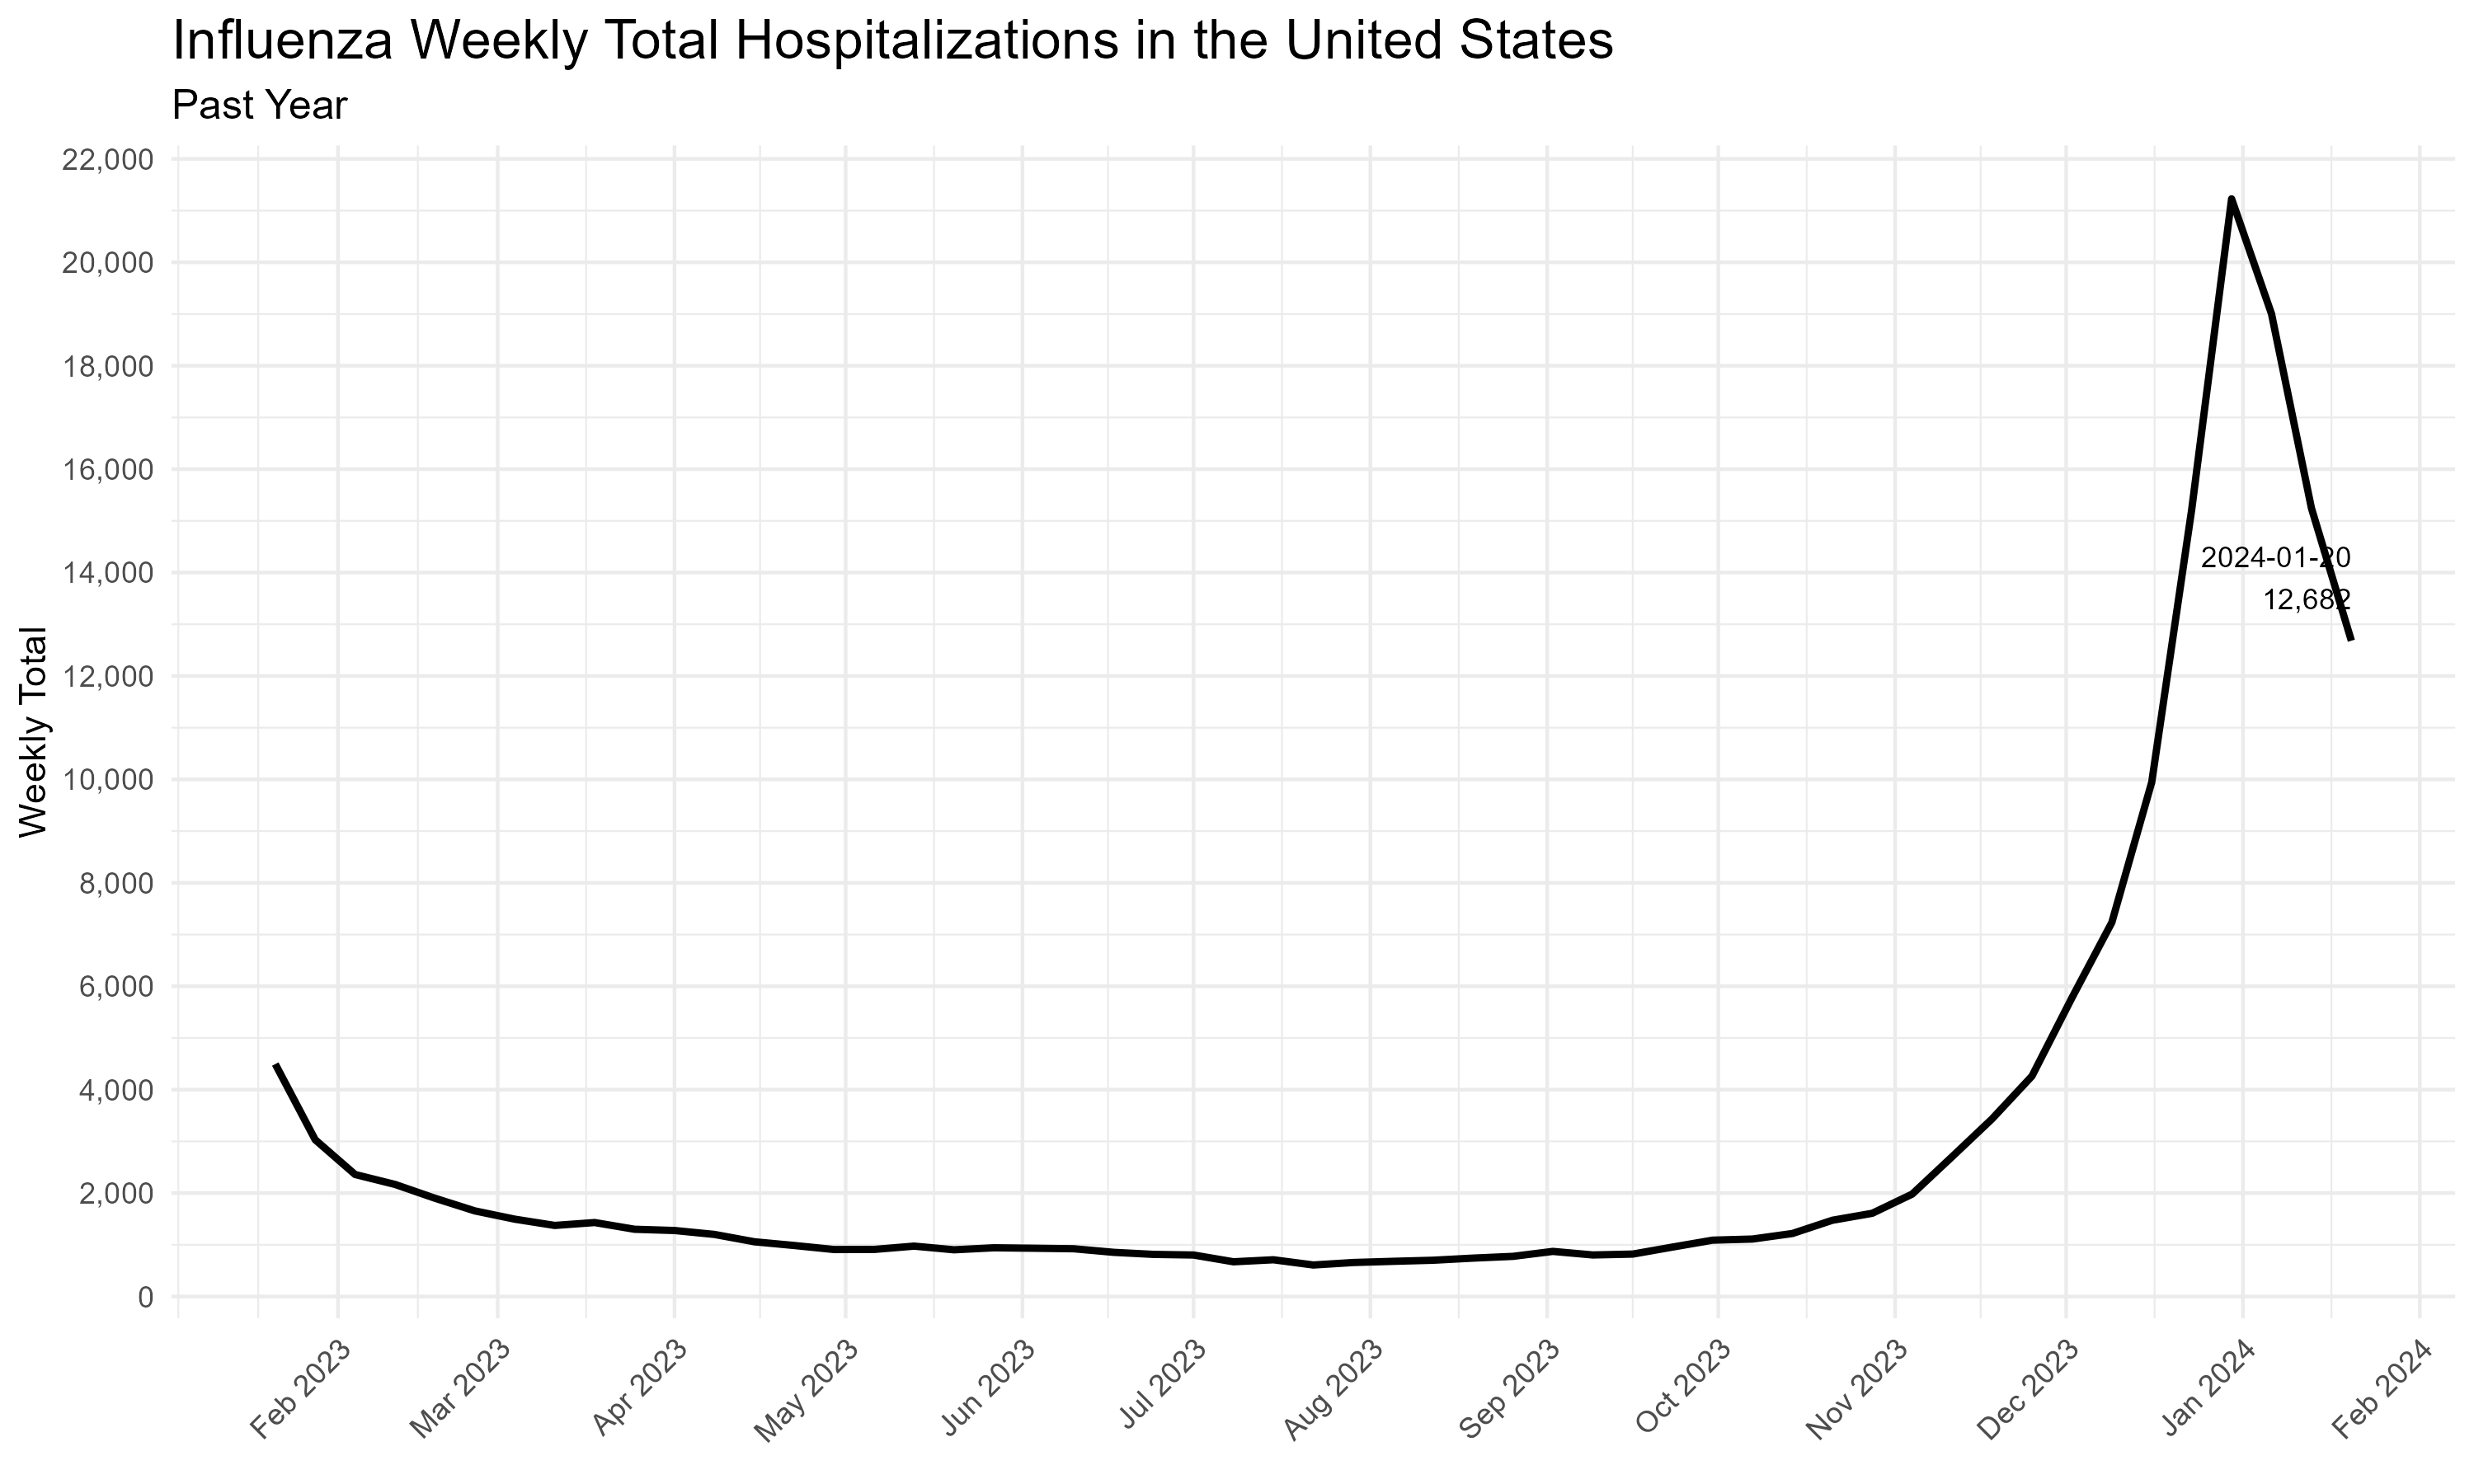 Influenza Weekly Total Hospitalizations in the United States
Past Year
22,000
20,000
18,000
16,000
14,000
12,000
10,000
8,000
6,000
4,000
2,000
0
Weekly Total
2024-01-20
12,682
Feb 2023
Mar 2023
Apr 2023
May 2023
Jun 2023
Jul 2023
Aug 2023
Sep 2023
Oct 2023
Nov 2023
Dec 2023
Jan 2024
Feb 2024